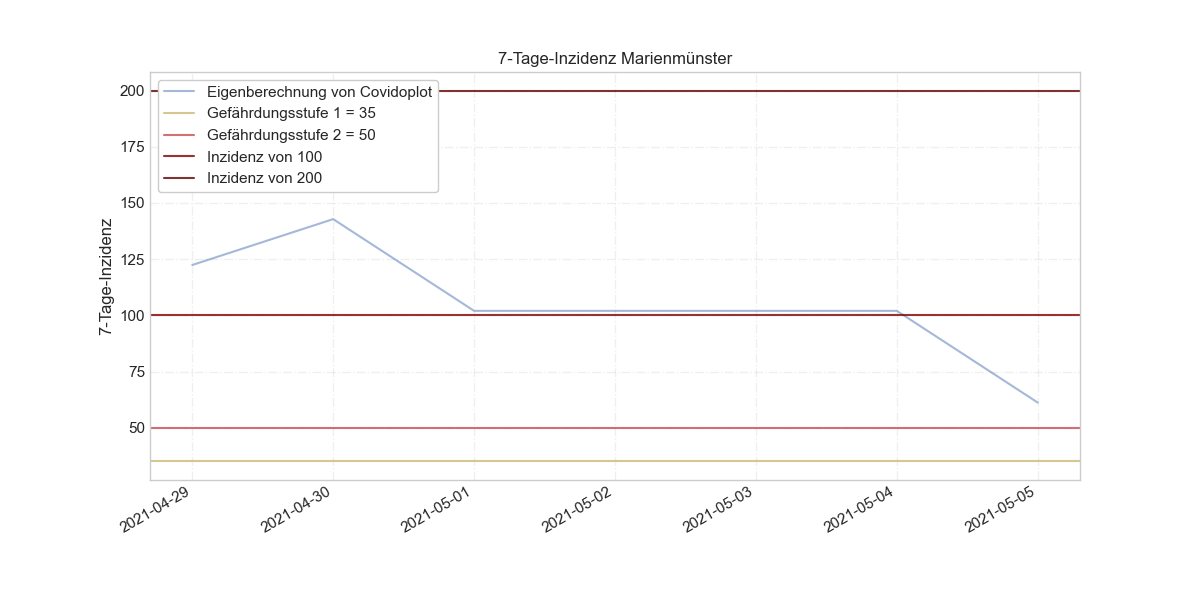 7-Tage-Inzidenz Marienmünster
Eigenberechnung von Covidoplot
Gefährdungsstufe 1 = 35
Gefährdungsstufe 2 = 50
Inzidenz von 100
Inzidenz von 200
7-Tage-Inzidenz
200
175
150
125
100
75
50
2021-04-29
2021-04-30
2021-05-01
2021-05-02
2021-05-03
2021-05-04
2021-05-05